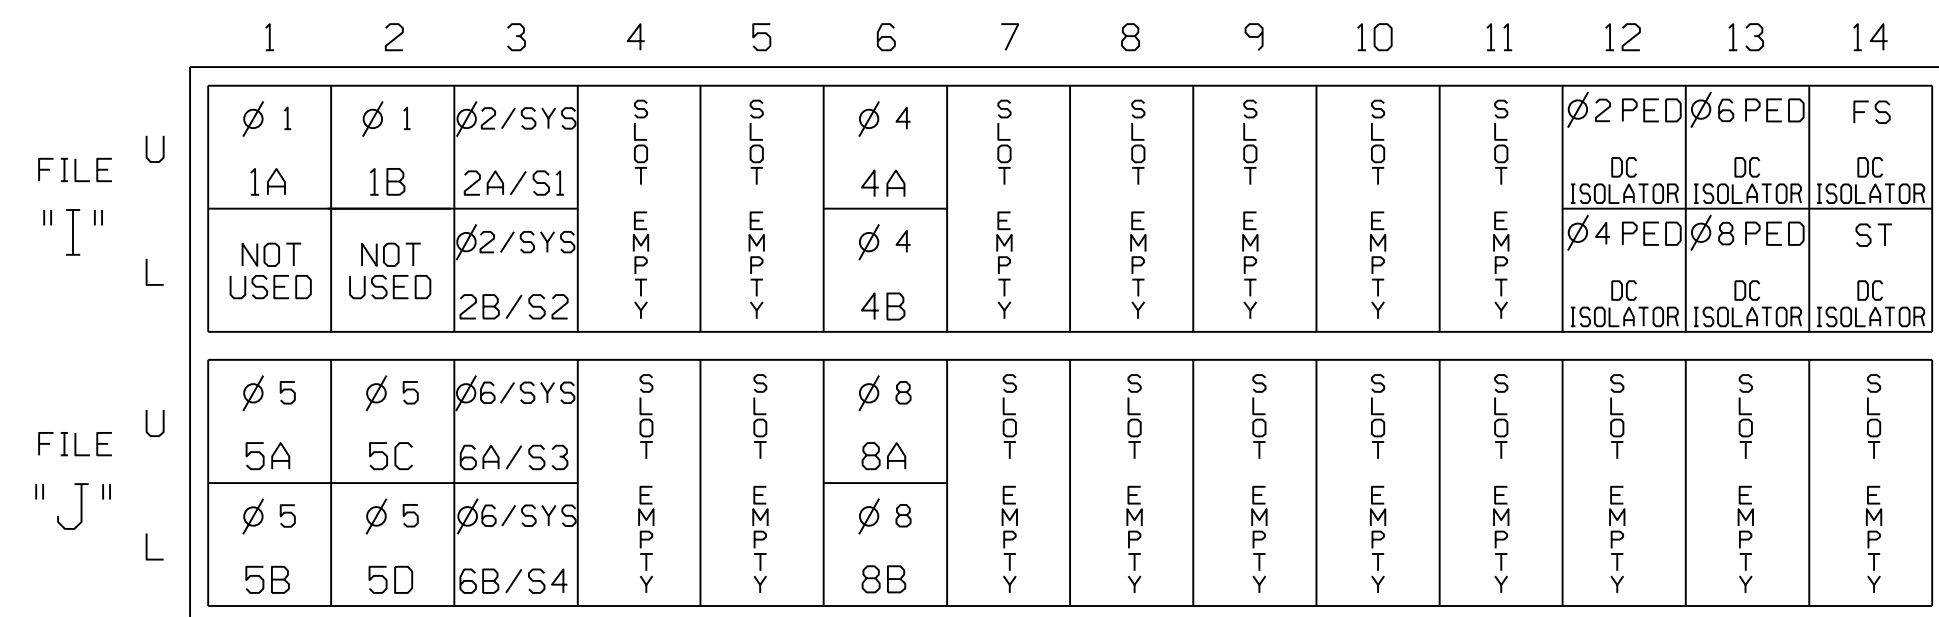 1 2 3 4 5 6 7 8 9 10 11 12 13 14
FILE "I"
U
L
Ø 1 Ø 1 Ø2/SYS SLOT EMPTY SLOT EMPTY Ø 4 SLOT EMPTY SLOT EMPTY SLOT EMPTY SLOT EMPTY SLOT EMPTY Ø2 PED Ø6 PED FS
1A 1B 2A/S1 4A DC ISOLATOR DC ISOLATOR DC ISOLATOR
NOT USED NOT USED Ø2/SYS Ø 4 Ø4 PED Ø8 PED ST
2B/S2 4B DC ISOLATOR DC ISOLATOR DC ISOLATOR
FILE "J"
U
L
Ø 5 Ø 5 Ø6/SYS SLOT EMPTY SLOT EMPTY Ø 8 SLOT EMPTY SLOT EMPTY SLOT EMPTY SLOT EMPTY SLOT EMPTY SLOT EMPTY SLOT EMPTY SLOT EMPTY
5A 5C 6A/S3 8A
Ø 5 Ø 5 Ø6/SYS Ø 8
5B 5D 6B/S4 8B